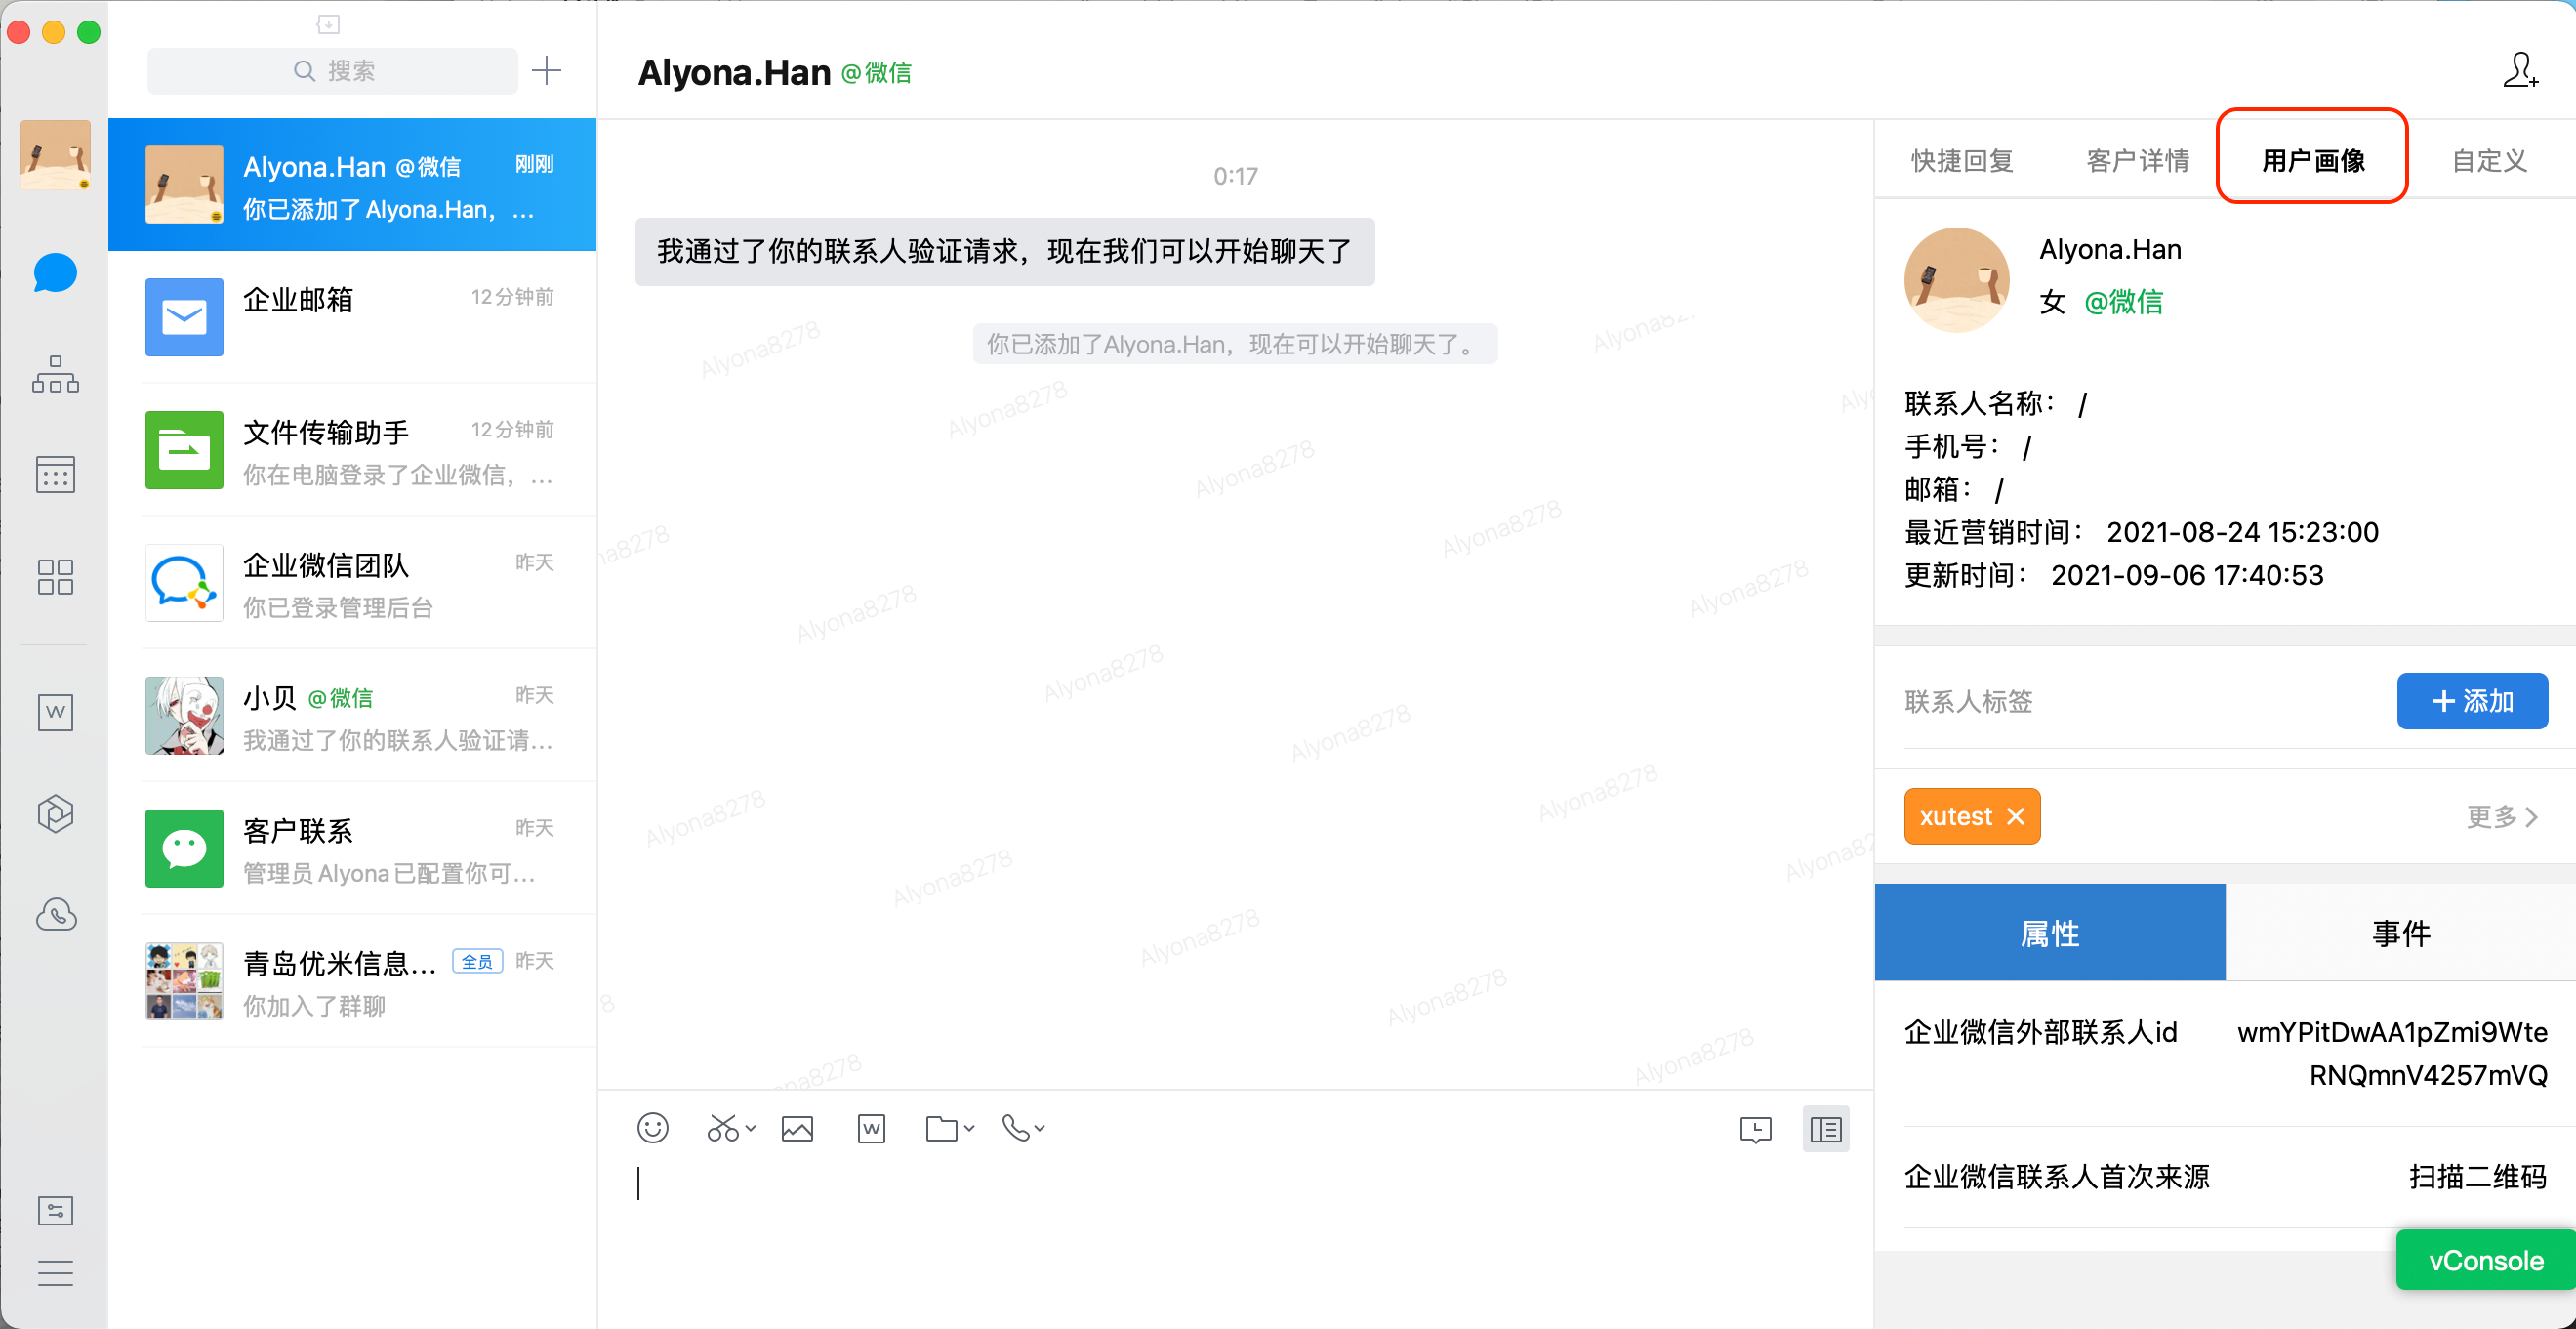 搜索
Alyona.Han @微信 刚刚
你已添加了 Alyona.Han，...
企业邮箱 12分钟前
文件传输助手 12分钟前
你在电脑登录了企业微信，...
企业微信团队 昨天
你已登录管理后台
小贝 @微信 昨天
我通过了你的联系人验证请...
客户联系 昨天
管理员 Alyona 已配置你可...
青岛优米信息... 全员 昨天
你加入了群聊
Alyona.Han @微信
0:17
我通过了你的联系人验证请求，现在我们可以开始聊天了
你已添加了Alyona.Han，现在可以开始聊天了。
Alyona8278
快捷回复 客户详情 用户画像 自定义
Alyona.Han
女 @微信
联系人名称： /
手机号： /
邮箱： /
最近营销时间： 2021-08-24 15:23:00
更新时间： 2021-09-06 17:40:53
联系人标签 添加
xutest 更多
属性 事件
企业微信外部联系人id wmYPitDwAA1pZmi9Wte
RNQmnV4257mVQ
企业微信联系人首次来源 扫描二维码
vConsole